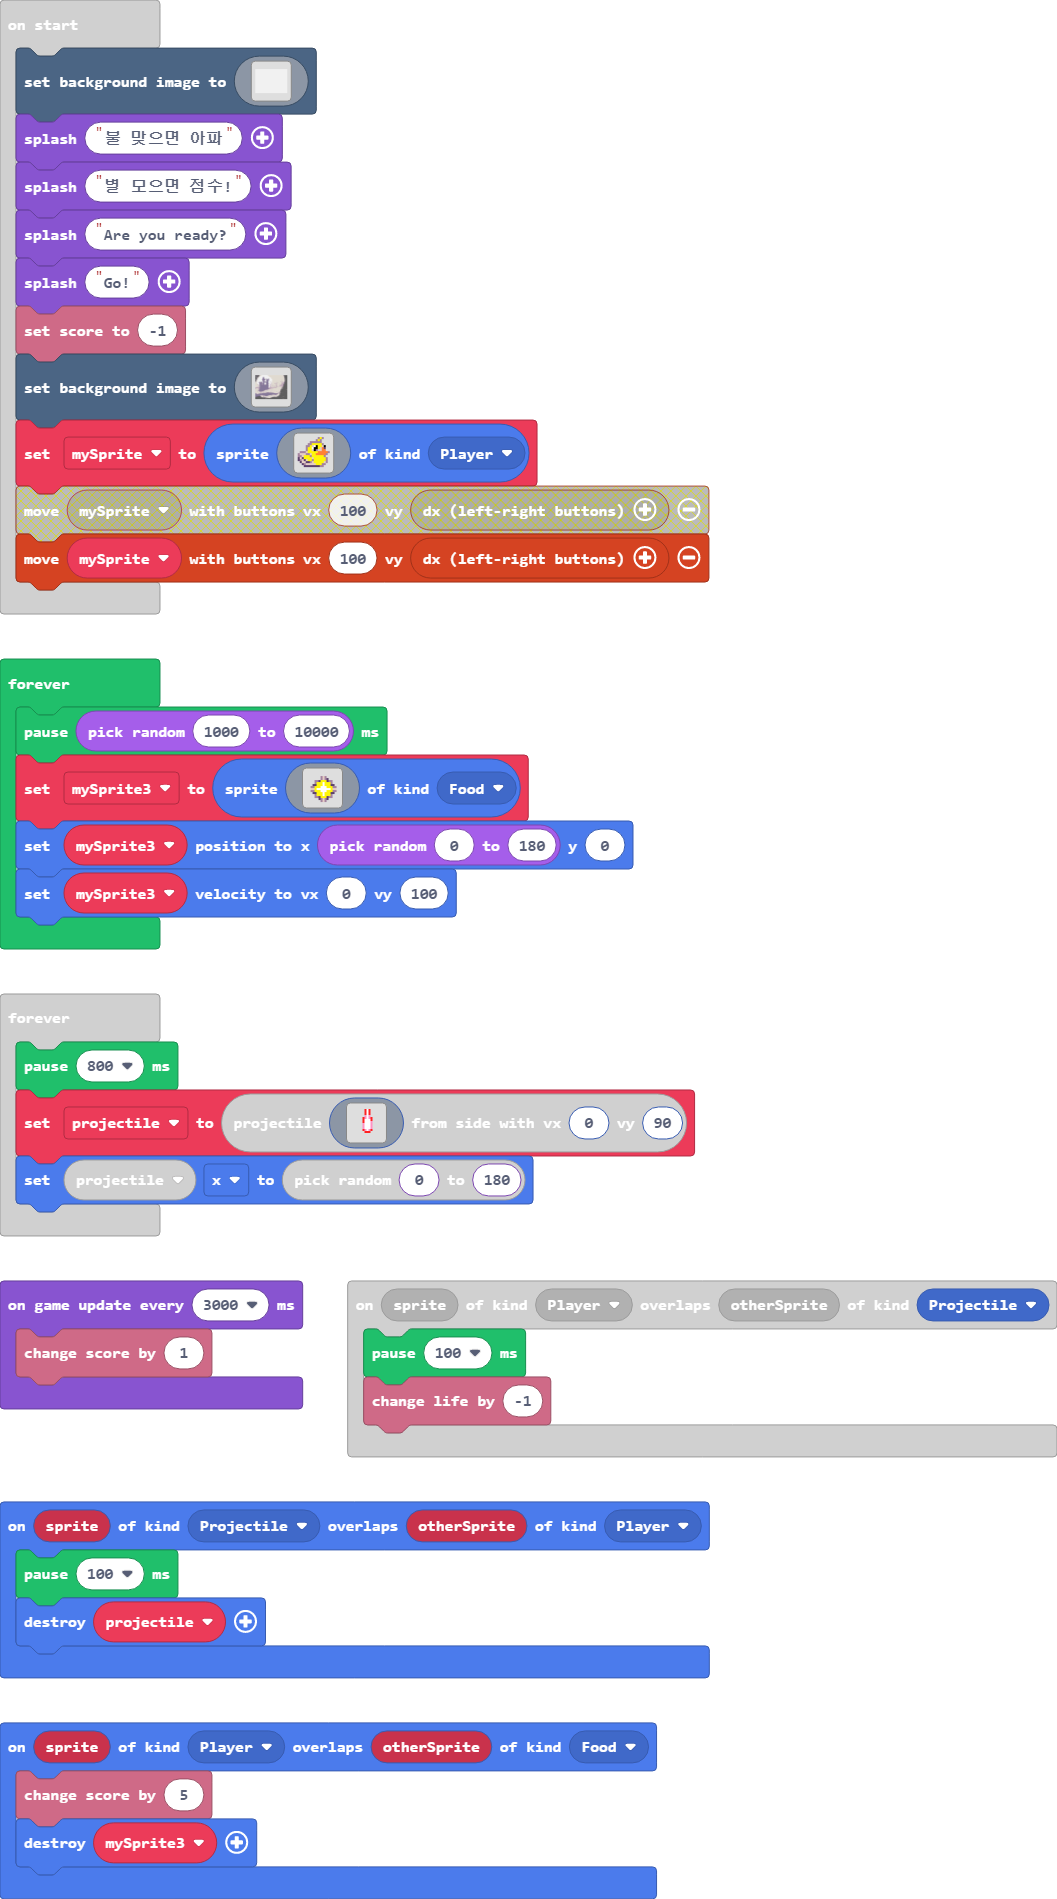 on start
set background image to
splash "불 맞으면 아파"
splash "별 모으면 점수!"
splash "Are you ready?"
splash "Go!"
set score to -1
set background image to
set mySprite to sprite of kind Player
move mySprite with buttons vx 100 vy dx (left-right buttons)
move mySprite with buttons vx 100 vy dx (left-right buttons)
forever
pause pick random 1000 to 10000 ms
set mySprite3 to sprite of kind Food
set mySprite3 position to x pick random 0 to 180 y 0
set mySprite3 velocity to vx 0 vy 100
forever
pause 800 ms
set projectile to projectile from side with vx 0 vy 90
set projectile x to pick random 0 to 180
on game update every 3000 ms
change score by 1
on sprite of kind Player overlaps otherSprite of kind Projectile
pause 100 ms
change life by -1
on sprite of kind Projectile overlaps otherSprite of kind Player
pause 100 ms
destroy projectile
on sprite of kind Player overlaps otherSprite of kind Food
change score by 5
destroy mySprite3